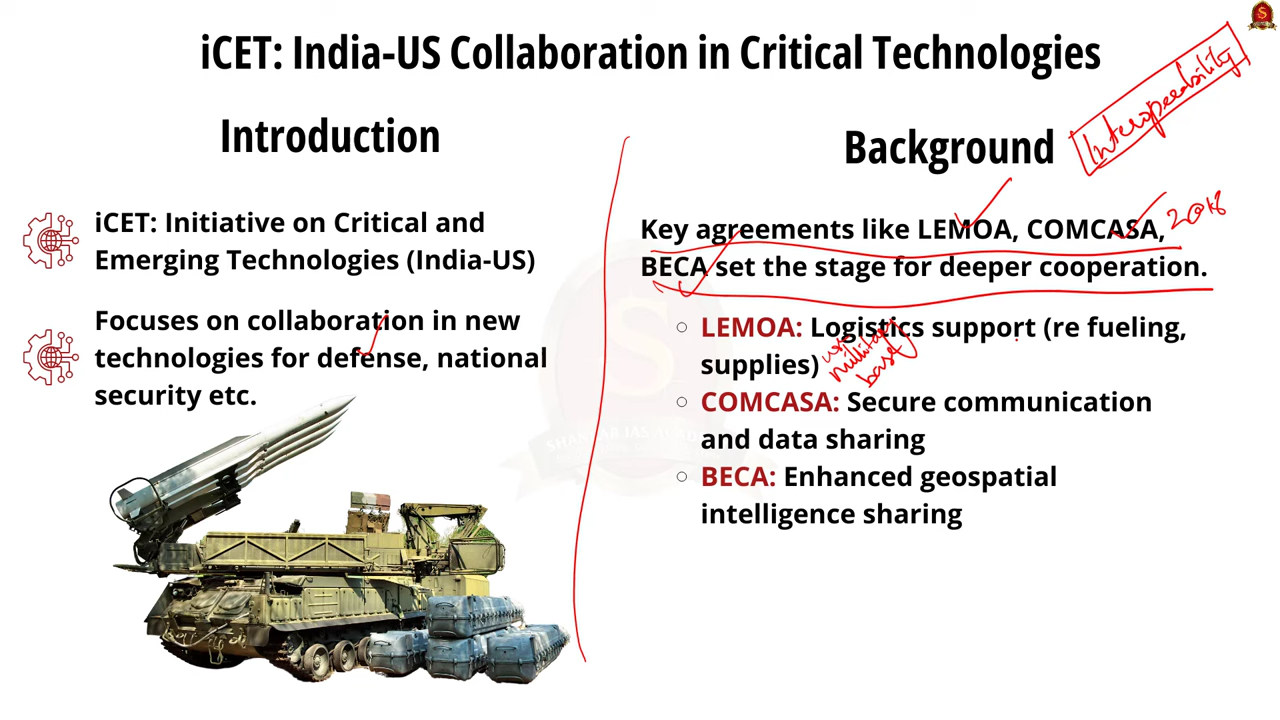 iCET: India-US Collaboration in Critical Technologies
Introduction
iCET: Initiative on Critical and
Emerging Technologies (India-US)
Focuses on collaboration in new
technologies for defense, national
security etc.
Interoperability
Background
Key agreements like LEMOA, COMCASA, 2018
BECA set the stage for deeper cooperation.
LEMOA: Logistics support (re fueling,
supplies)
military
base
COMCASA: Secure communication
and data sharing
BECA: Enhanced geospatial
intelligence sharing